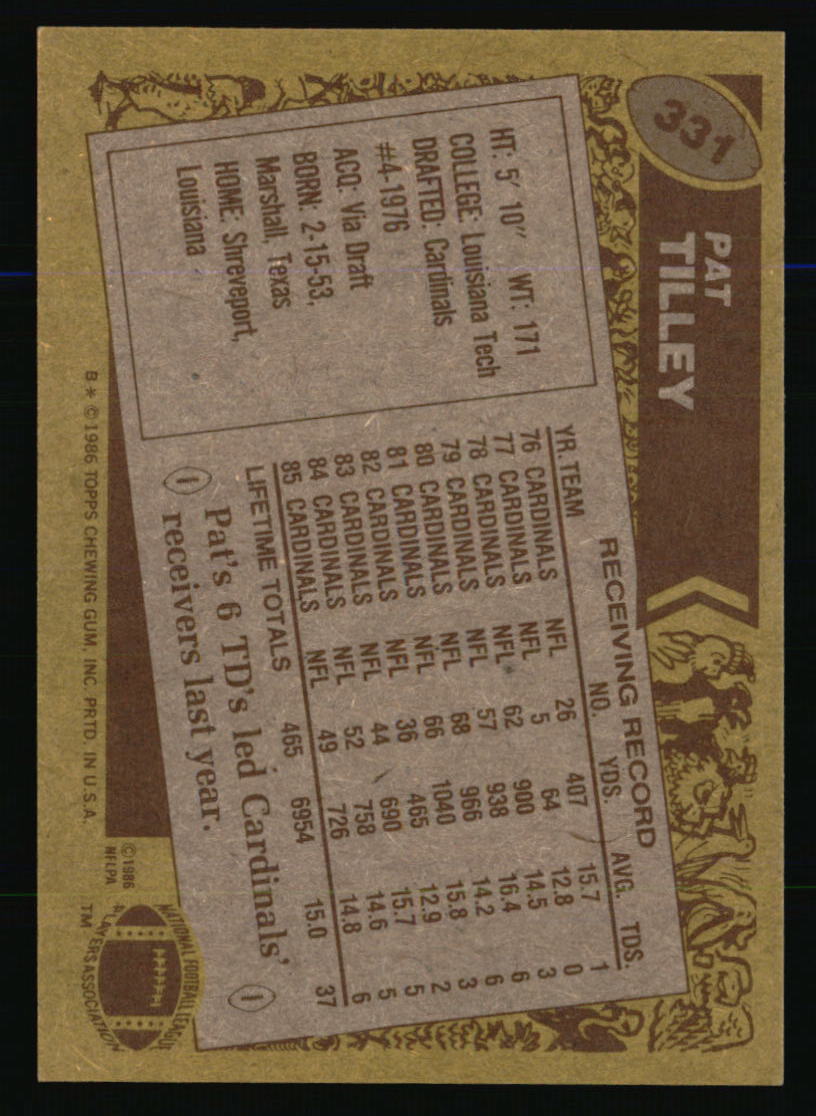 331
PAT
TILLEY
HT: 5′ 10″ WT: 171
COLLEGE: Louisiana Tech
DRAFTED: Cardinals
#4-1976
ACQ: Via Draft
BORN: 2-15-53,
Marshall, Texas
HOME: Shreveport,
Louisiana
RECEIVING RECORD
YR. TEAM NO. YDS. AVG. TDS.
76 CARDINALS NFL 26 407 15.7 1
77 CARDINALS NFL 5 64 12.8 0
78 CARDINALS NFL 62 900 14.5 3
79 CARDINALS NFL 57 938 16.4 6
80 CARDINALS NFL 68 966 14.2 6
81 CARDINALS NFL 66 1040 15.8 3
82 CARDINALS NFL 36 465 12.9 2
83 CARDINALS NFL 44 690 15.7 5
84 CARDINALS NFL 52 758 14.6 5
85 CARDINALS NFL 49 726 14.8 6
LIFETIME TOTALS 465 6954 15.0 37
Pat's 6 TD's led Cardinals'
receivers last year.
©1986
NFLPA
NATIONAL FOOTBALL LEAGUE
PLAYERS ASSOCIATION
TM
B* ©1986 TOPPS CHEWING GUM, INC. PRTD. IN U.S.A.